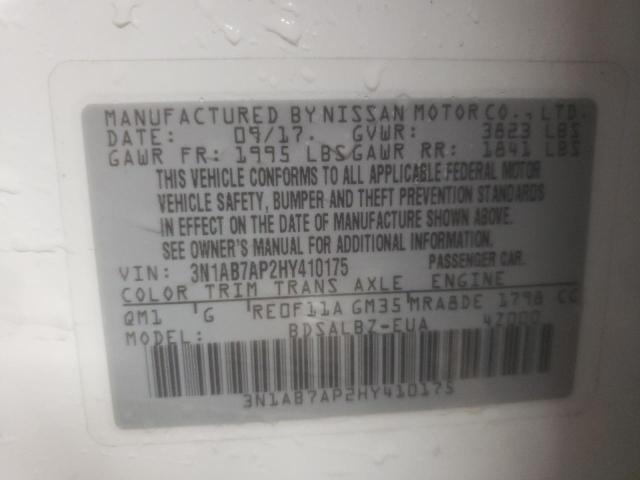 MANUFACTURED BY NISSAN MOTOR CO., LTD.
DATE: 09/17. GVWR: 3823 LBS
GAWR FR: 1995 LBS GAWR RR: 1841 LBS
THIS VEHICLE CONFORMS TO ALL APPLICABLE FEDERAL MOTOR
VEHICLE SAFETY, BUMPER AND THEFT PREVENTION STANDARDS
IN EFFECT ON THE DATE OF MANUFACTURE SHOWN ABOVE.
SEE OWNER'S MANUAL FOR ADDITIONAL INFORMATION.
VIN: 3N1AB7AP2HY410175 PASSENGER CAR.
COLOR TRIM TRANS AXLE ENGINE
QM1 G RE0F11A GM35 MRA8DE 1798 CC
BDSALBZ-EUA 4Z000
3N1AB7AP2HY410175